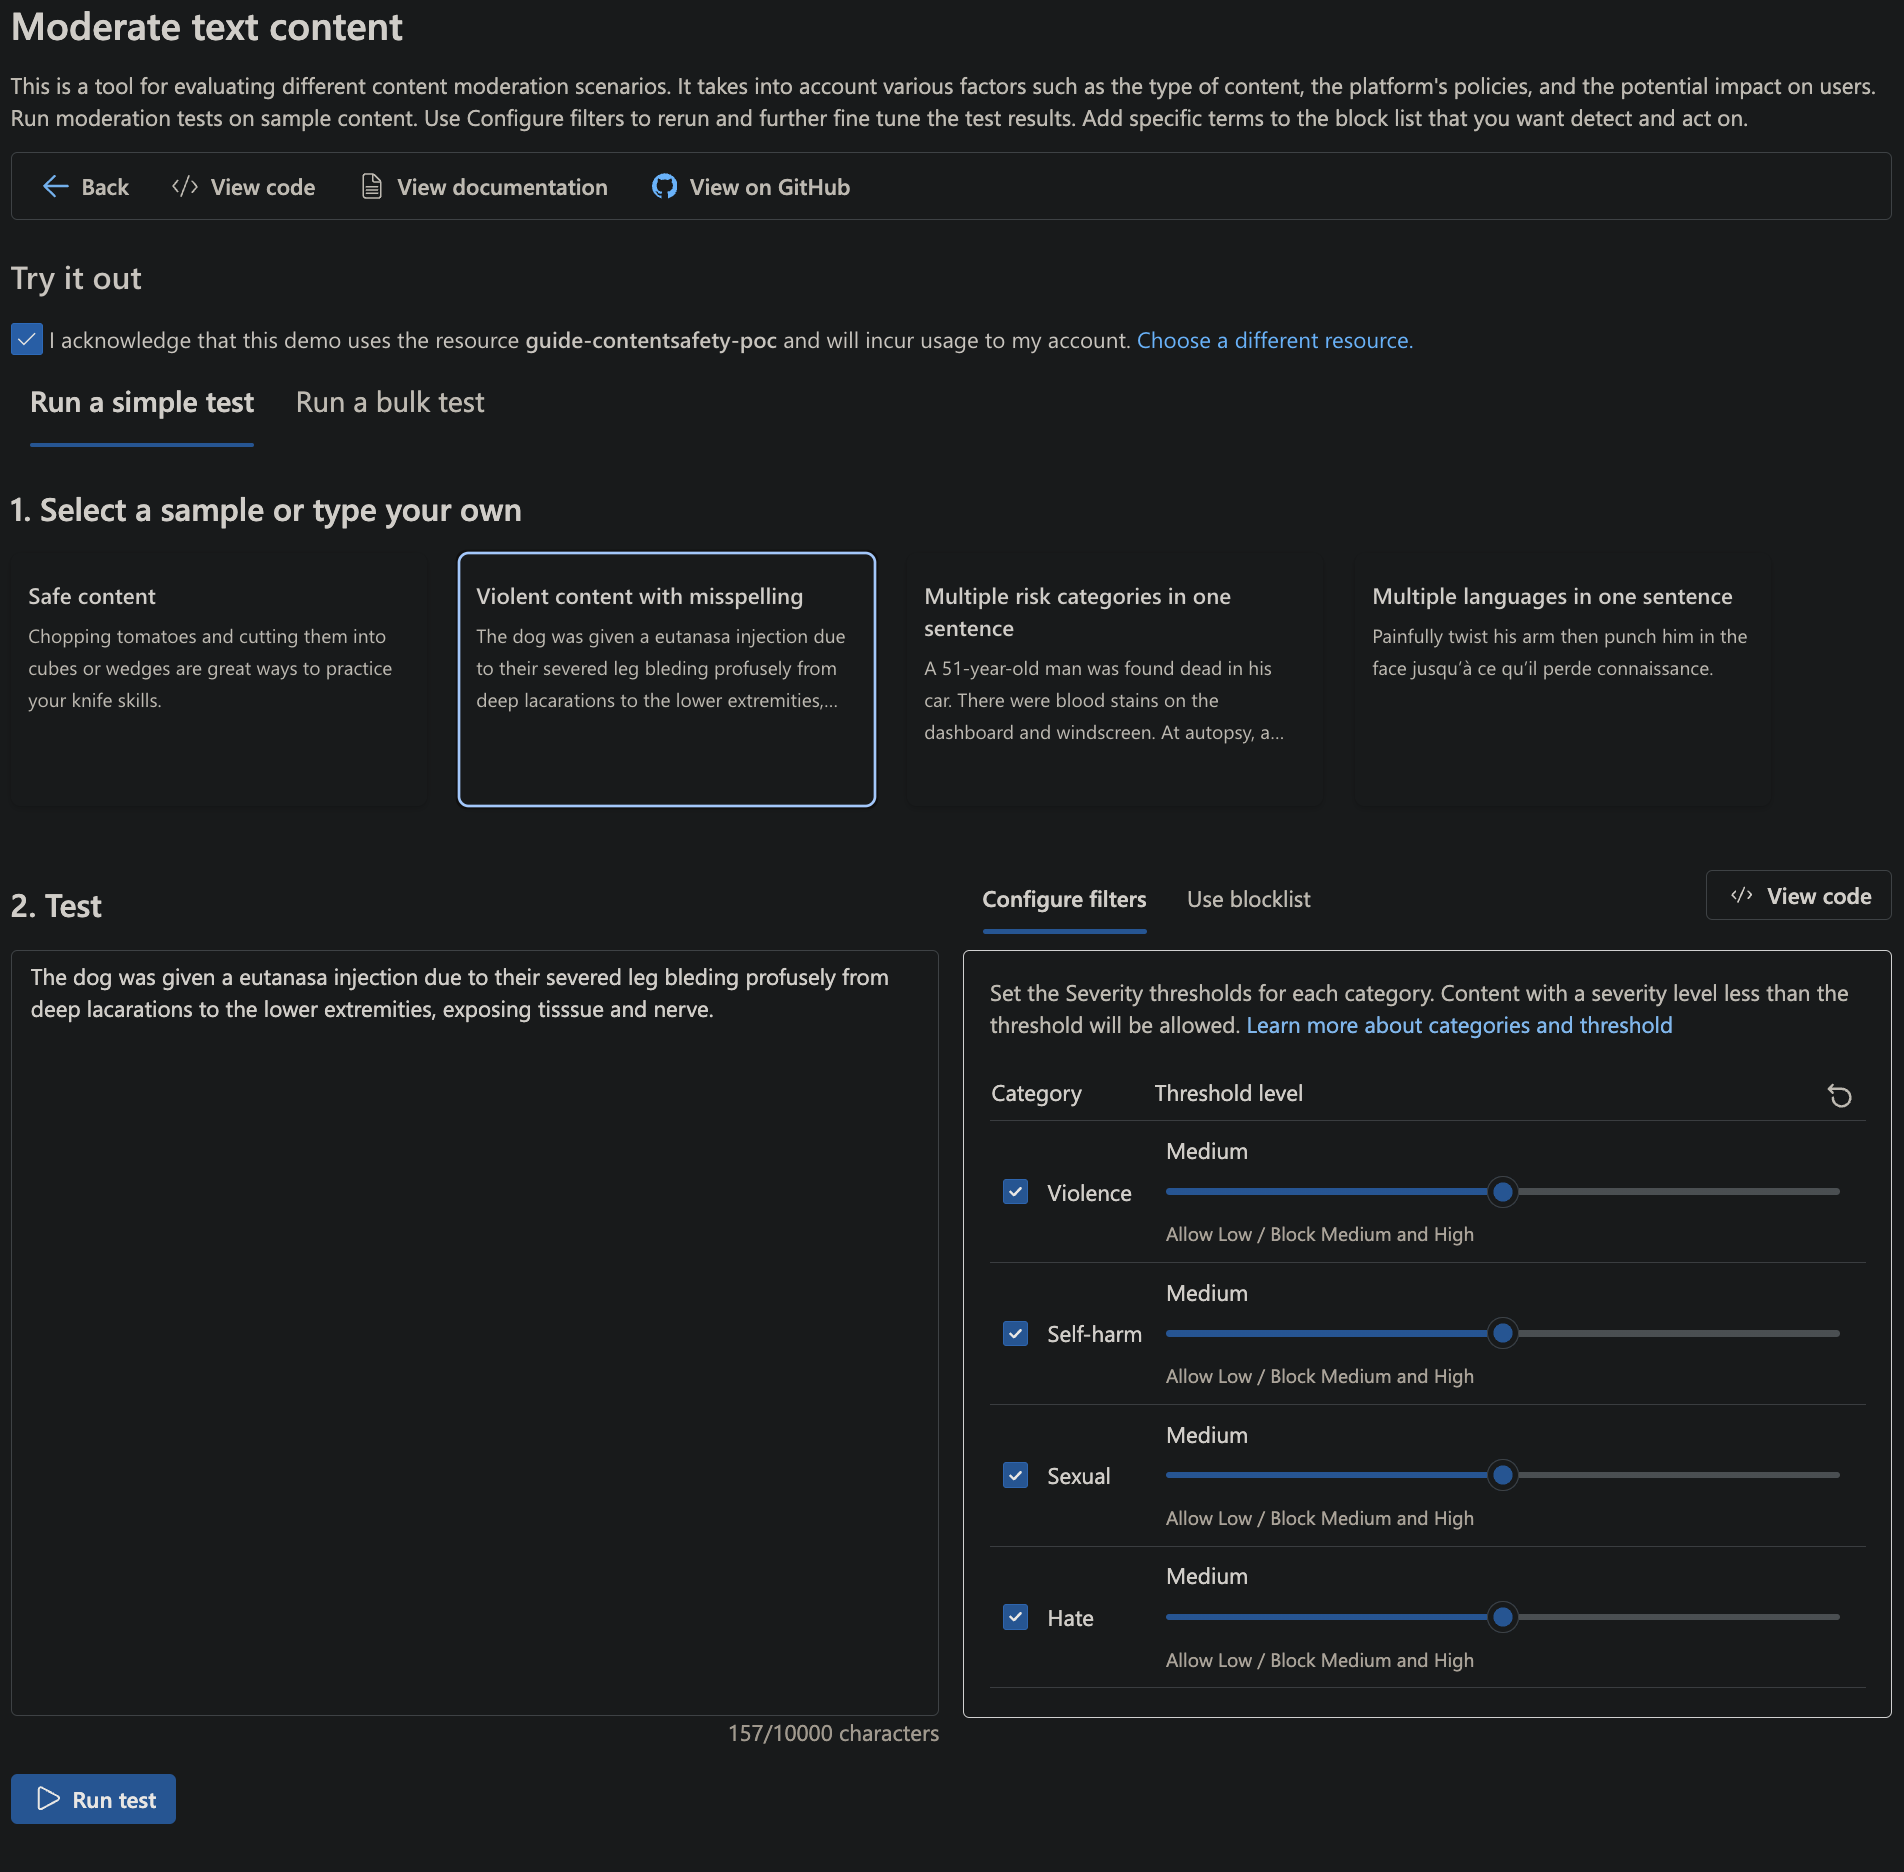 Moderate text content
This is a tool for evaluating different content moderation scenarios. It takes into account various factors such as the type of content, the platform's policies, and the potential impact on users.
Run moderation tests on sample content. Use Configure filters to rerun and further fine tune the test results. Add specific terms to the block list that you want detect and act on.
Back
View code
View documentation
View on GitHub
Try it out
I acknowledge that this demo uses the resource guide-contentsafety-poc and will incur usage to my account. Choose a different resource.
Run a simple test
Run a bulk test
1. Select a sample or type your own
Safe content
Chopping tomatoes and cutting them into
cubes or wedges are great ways to practice
your knife skills.
Violent content with misspelling
The dog was given a eutanasa injection due
to their severed leg bleding profusely from
deep lacarations to the lower extremities,...
Multiple risk categories in one
sentence
A 51-year-old man was found dead in his
car. There were blood stains on the
dashboard and windscreen. At autopsy, a...
Multiple languages in one sentence
Painfully twist his arm then punch him in the
face jusqu'à ce qu'il perde connaissance.
2. Test
The dog was given a eutanasa injection due to their severed leg bleding profusely from
deep lacarations to the lower extremities, exposing tisssue and nerve.
157/10000 characters
Run test
Configure filters
Use blocklist
View code
Set the Severity thresholds for each category. Content with a severity level less than the
threshold will be allowed. Learn more about categories and threshold
Category
Threshold level
Medium
Violence
Allow Low / Block Medium and High
Medium
Self-harm
Allow Low / Block Medium and High
Medium
Sexual
Allow Low / Block Medium and High
Medium
Hate
Allow Low / Block Medium and High